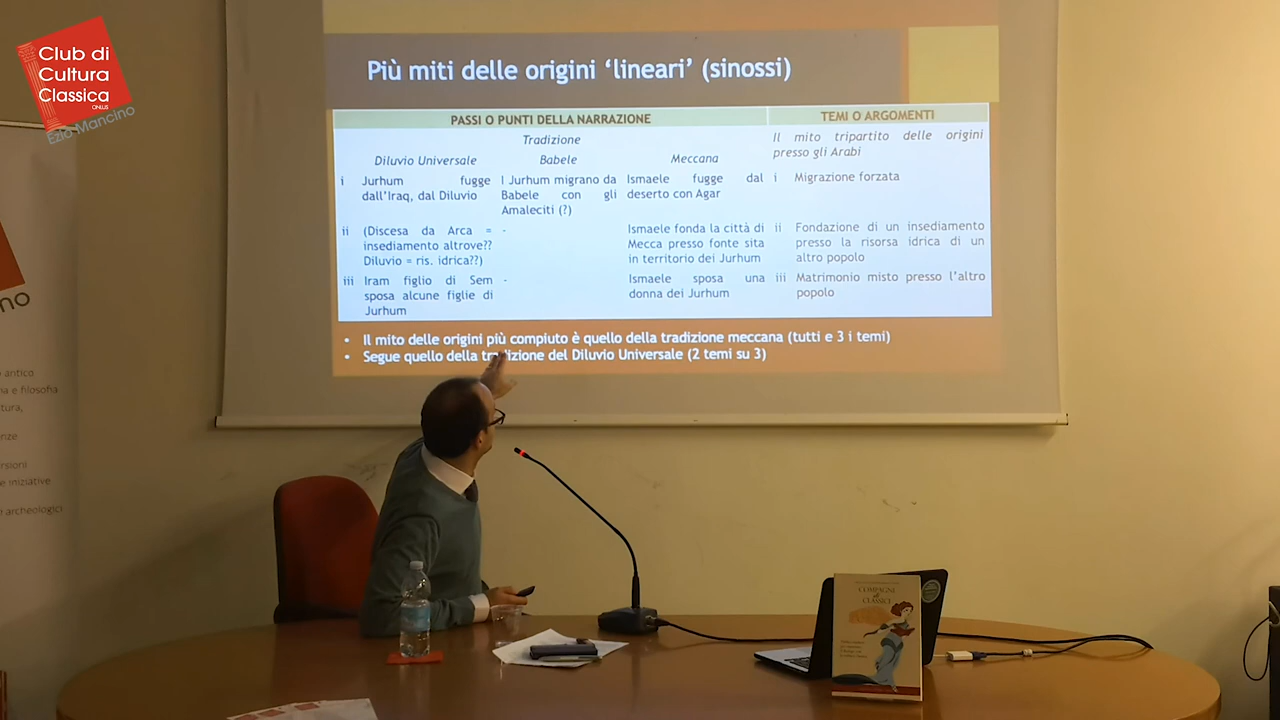 Club di
Cultura
Classica
ONLUS
Ezio Mancino
Più miti delle origini ‘lineari’ (sinossi)
PASSI O PUNTI DELLA NARRAZIONE
TEMI O ARGOMENTI
Tradizione
Diluvio Universale
Babele
Meccana
Il mito tripartito delle origini
presso gli Arabi
i
Jurhum fugge
dall’Iraq, dal Diluvio
I Jurhum migrano da
Babele con gli
Amaleciti (?)
Ismaele fugge dal
deserto con Agar
i
Migrazione forzata
ii
(Discesa da Arca =
insediamento altrove??
Diluvio = ris. idrica??)
-
Ismaele fonda la città di
Mecca presso fonte sita
in territorio dei Jurhum
ii
Fondazione di un insediamento
presso la risorsa idrica di un
altro popolo
iii
Iram figlio di Sem
sposa alcune figlie di
Jurhum
-
Ismaele sposa una
donna dei Jurhum
iii
Matrimonio misto presso l’altro
popolo
• Il mito delle origini più compiuto è quello della tradizione meccana (tutti e 3 i temi)
• Segue quello della tradizione del Diluvio Universale (2 temi su 3)
no
o antico
a e filosofia
tura,
nze
rsioni
e iniziative
e archeologici
COMPAGNI
CLASSICI